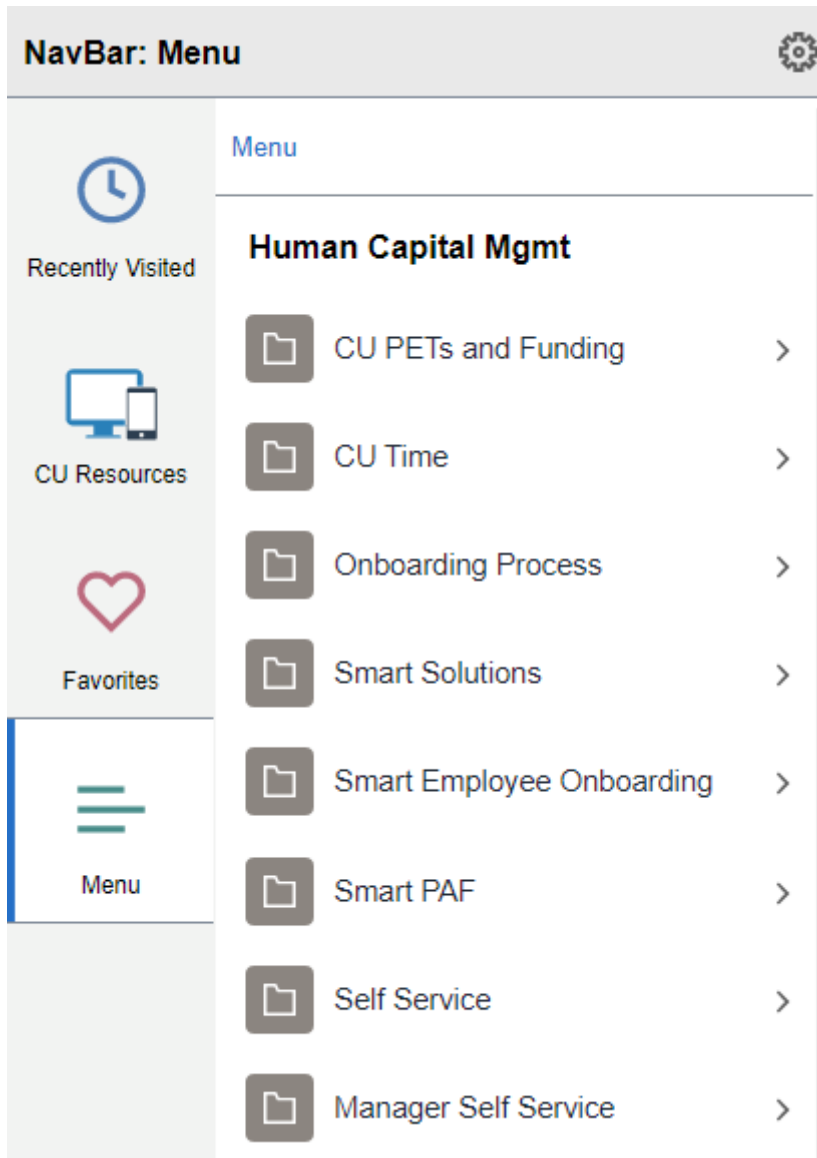 NavBar: Menu
Recently Visited
CU Resources
Favorites
Menu
Menu
Human Capital Mgmt
CU PETs and Funding
CU Time
Onboarding Process
Smart Solutions
Smart Employee Onboarding
Smart PAF
Self Service
Manager Self Service